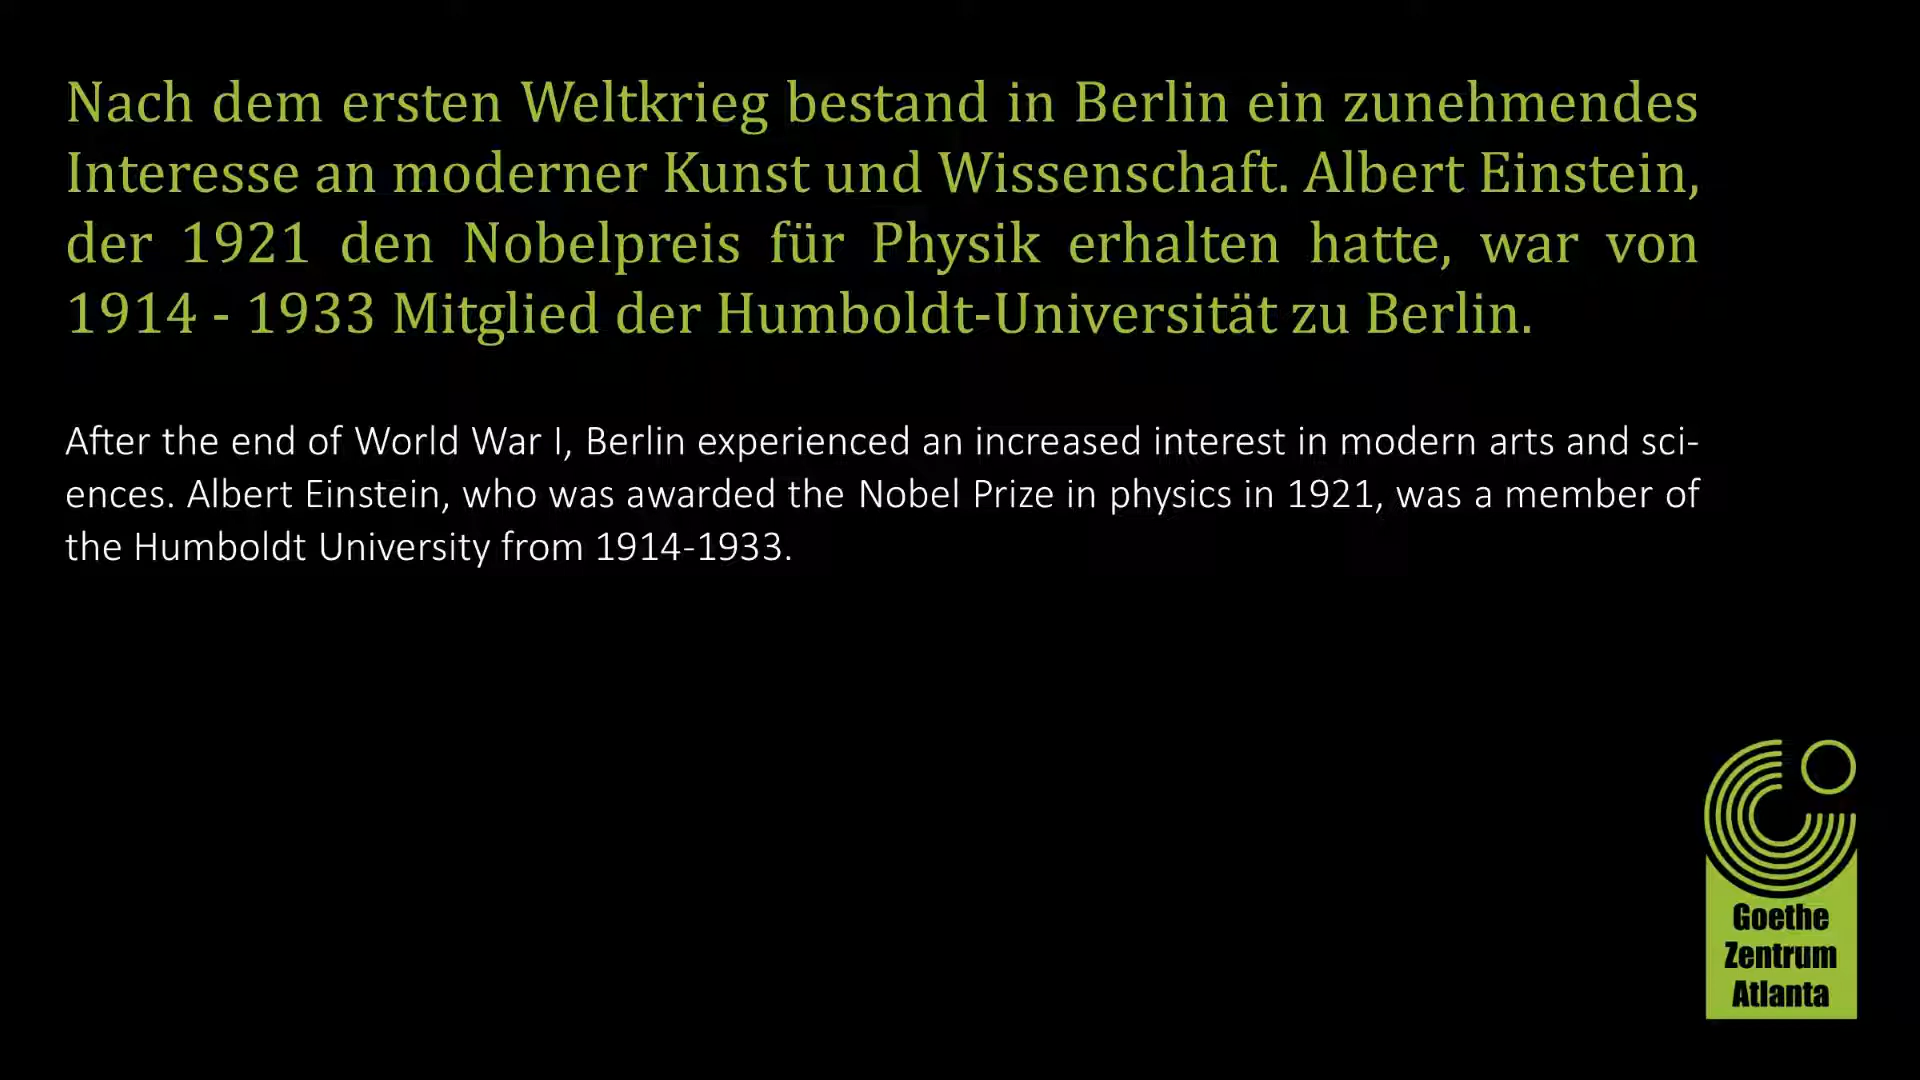 Nach dem ersten Weltkrieg bestand in Berlin ein zunehmendes
Interesse an moderner Kunst und Wissenschaft. Albert Einstein,
der 1921 den Nobelpreis für Physik erhalten hatte, war von
1914 - 1933 Mitglied der Humboldt-Universität zu Berlin.
After the end of World War I, Berlin experienced an increased interest in modern arts and sci-
ences. Albert Einstein, who was awarded the Nobel Prize in physics in 1921, was a member of
the Humboldt University from 1914-1933.
Goethe
Zentrum
Atlanta